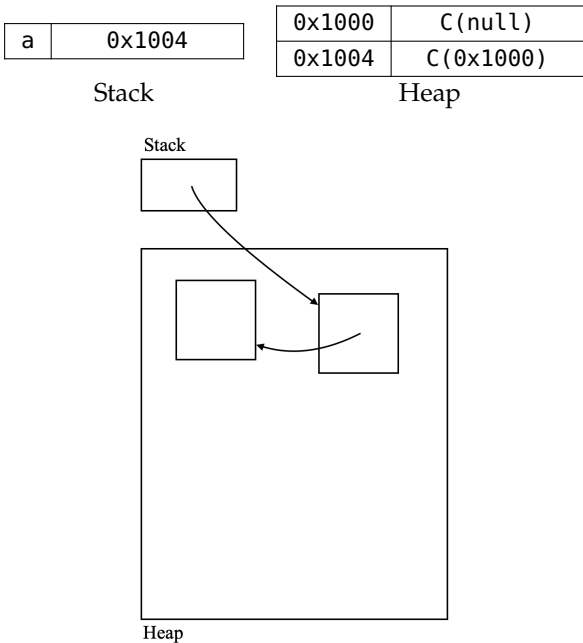 a 0x1004
Stack
0x1000 C(null)
0x1004 C(0x1000)
Heap
Stack
Heap